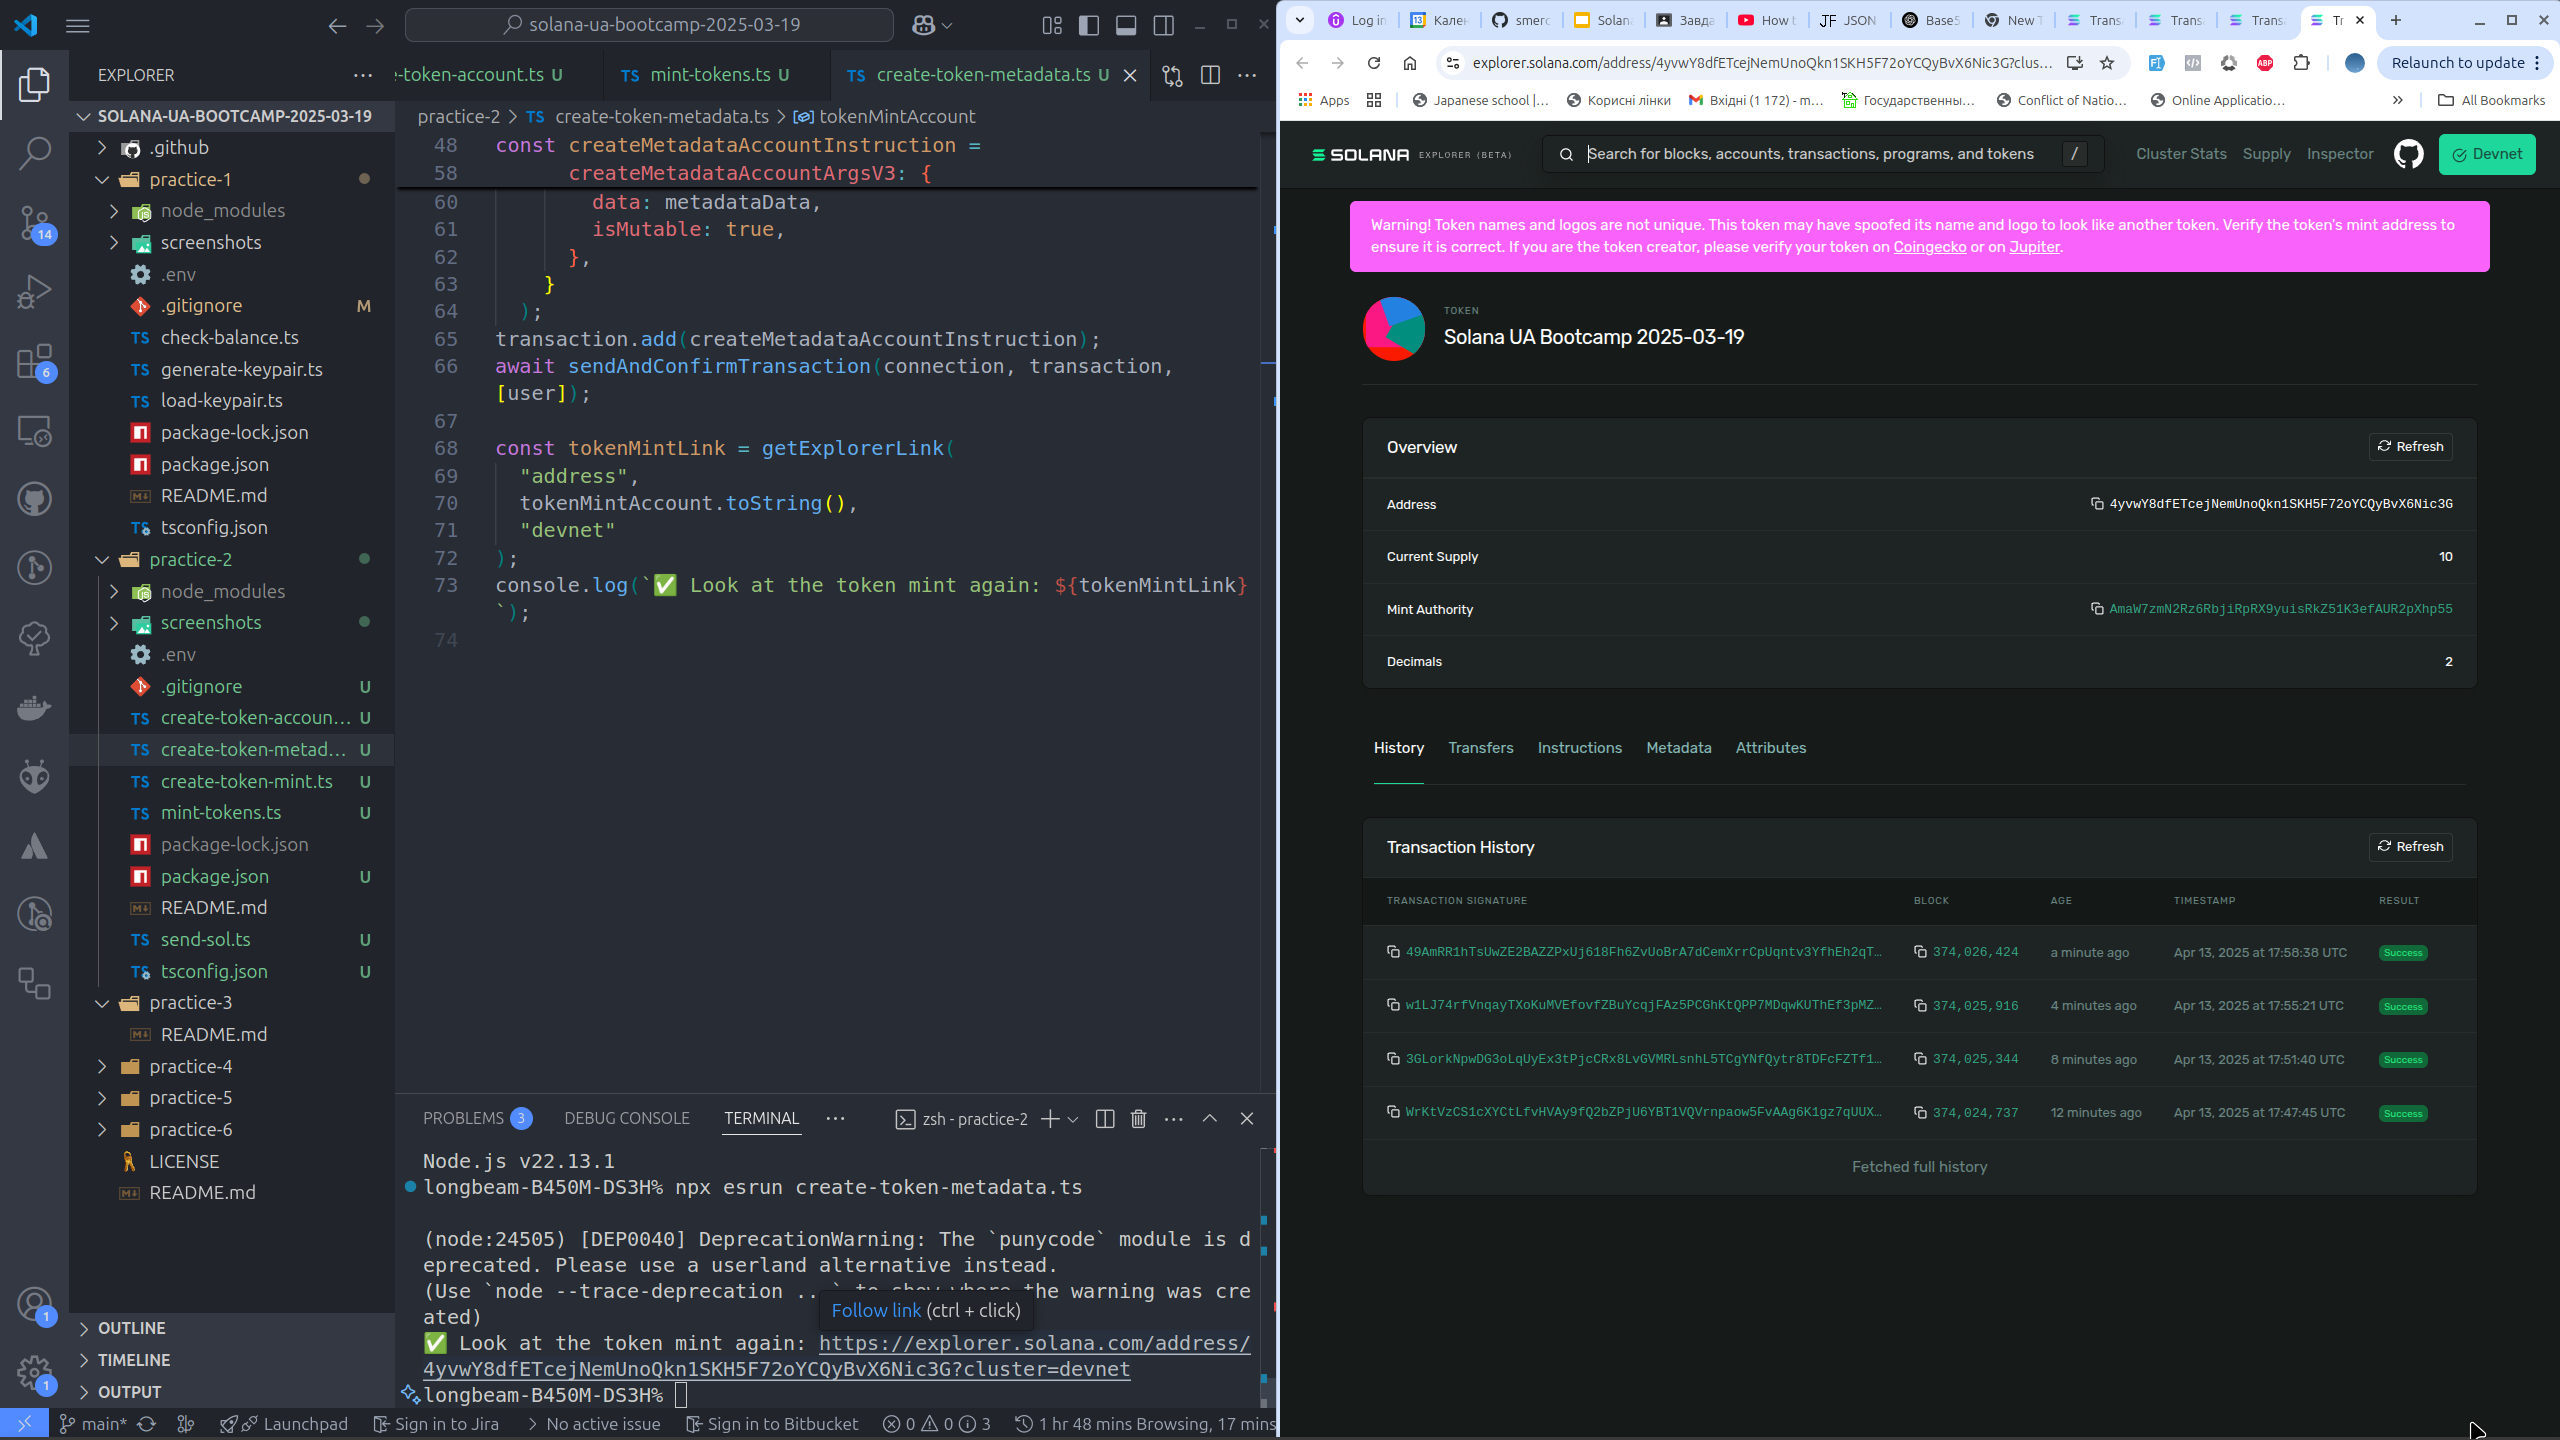 solana-ua-bootcamp-2025-03-19
EXPLORER
SOLANA-UA-BOOTCAMP-2025-03-19
.github
practice-1
node_modules
screenshots
.env
.gitignore M
check-balance.ts
generate-keypair.ts
load-keypair.ts
package-lock.json
package.json
README.md
tsconfig.json
practice-2
node_modules
screenshots
.env
.gitignore U
create-token-accoun... U
create-token-metad... U
create-token-mint.ts U
mint-tokens.ts U
package-lock.json
package.json U
README.md
send-sol.ts U
tsconfig.json U
practice-3
README.md
practice-4
practice-5
practice-6
LICENSE
README.md
OUTLINE
TIMELINE
OUTPUT
14
6
1
1
-token-account.ts U
mint-tokens.ts U
create-token-metadata.ts U
practice-2 > TS create-token-metadata.ts > tokenMintAccount
48 const createMetadataAccountInstruction =
58 createMetadataAccountArgsV3: {
60 data: metadataData,
61 isMutable: true,
62 },
63 }
64 );
65 transaction.add(createMetadataAccountInstruction);
66 await sendAndConfirmTransaction(connection, transaction,
[user]);
67
68 const tokenMintLink = getExplorerLink(
69 "address",
70 tokenMintAccount.toString(),
71 "devnet"
72 );
73 console.log(`✅ Look at the token mint again: ${tokenMintLink}
`);
74
PROBLEMS 3 DEBUG CONSOLE TERMINAL ... zsh - practice-2
Node.js v22.13.1
longbeam-B450M-DS3H% npx esrun create-token-metadata.ts
(node:24505) [DEP0040] DeprecationWarning: The `punycode` module is d
eprecated. Please use a userland alternative instead.
(Use `node --trace-deprecation ...` to show where the warning was cre
ated)
Follow link (ctrl + click)
✅ Look at the token mint again: https://explorer.solana.com/address/
4yvwY8dfETcejNemUnoQkn1SKH5F72oYCQyBvX6Nic3G?cluster=devnet
longbeam-B450M-DS3H%
main* Launchpad Sign in to Jira No active issue Sign in to Bitbucket 0 0 3 1 hr 48 mins Browsing, 17 mins
Log in Кален smerc Solana Завда How t JSON Base5 New T Trans Trans Trans Tr
explorer.solana.com/address/4yvwY8dfETcejNemUnoQkn1SKH5F72oYCQyBvX6Nic3G?clus...
Relaunch to update
Apps Japanese school |... Корисні лінки Вхідні (1 172) - m... Государственны... Conflict of Natio... Online Applicatio... » All Bookmarks
SOLANA EXPLORER (BETA)
Search for blocks, accounts, transactions, programs, and tokens /
Cluster Stats Supply Inspector Devnet
Warning! Token names and logos are not unique. This token may have spoofed its name and logo to look like another token. Verify the token's mint address to
ensure it is correct. If you are the token creator, please verify your token on Coingecko or on Jupiter.
TOKEN
Solana UA Bootcamp 2025-03-19
Overview Refresh
Address 4yvwY8dfETcejNemUnoQkn1SKH5F72oYCQyBvX6Nic3G
Current Supply 10
Mint Authority AmaW7zmN2Rz6RbjiRpRX9yuisRkZ51K3efAUR2pXhp55
Decimals 2
History Transfers Instructions Metadata Attributes
Transaction History Refresh
TRANSACTION SIGNATURE BLOCK AGE TIMESTAMP RESULT
49AmRR1hTsUwZE2BAZZPxUj618Fh6ZvUoBrA7dCemXrrCpUqntv3YfhEh2qT... 374,026,424 a minute ago Apr 13, 2025 at 17:58:38 UTC Success
w1LJ74rfVnqayTXoKuMVEfovfZBuYcqjFAz5PCGhKtQPP7MDqwKUThEf3pMZ... 374,025,916 4 minutes ago Apr 13, 2025 at 17:55:21 UTC Success
3GLorkNpwDG3oLqUyEx3tPjcCRx8LvGVMRLsnhL5TCgYNfQytr8TDFcFZTf1... 374,025,344 8 minutes ago Apr 13, 2025 at 17:51:40 UTC Success
WrKtVzCS1cXYCtLfvHVAy9fQ2bZPjU6YBT1VQVrnpaow5FvAAg6K1gz7qUUX... 374,024,737 12 minutes ago Apr 13, 2025 at 17:47:45 UTC Success
Fetched full history